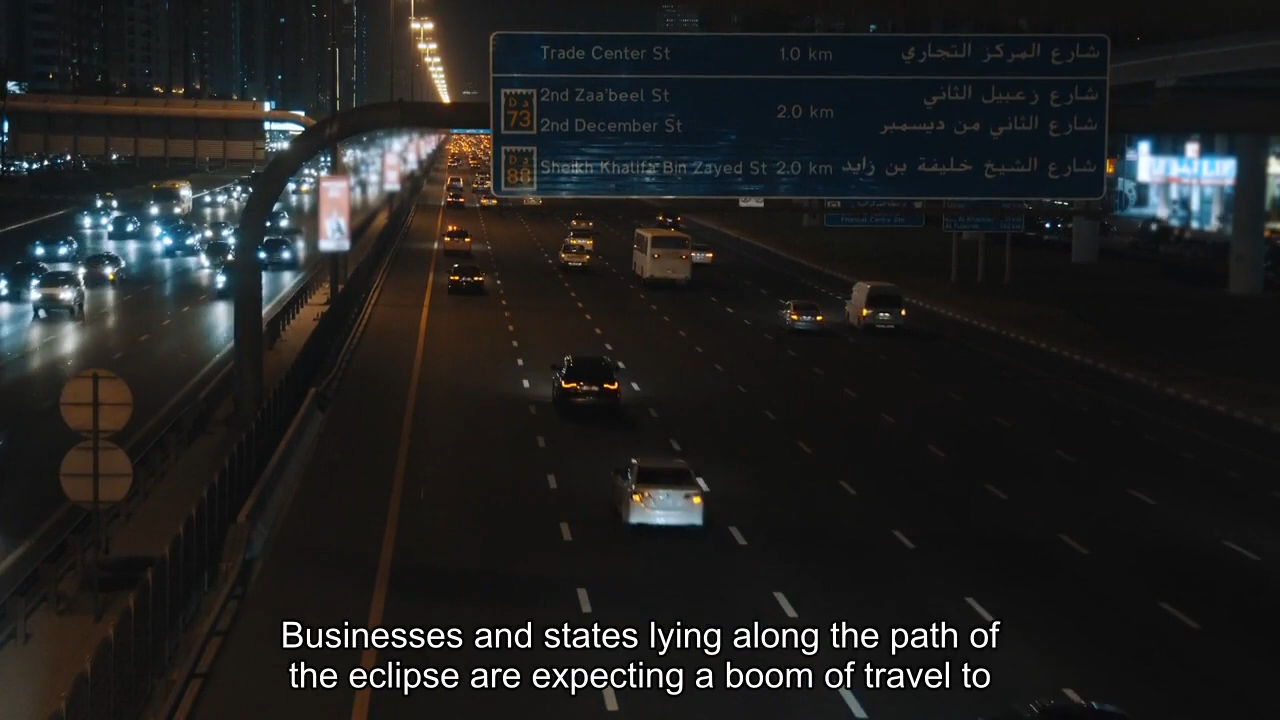 Trade Center St 1.0 km شارع المركز التجاري
2nd Zaa'beel St شارع زعبيل الثاني
د D 73 2.0 km
2nd December St شارع الثاني من ديسمبر
د D 88 Sheikh Khalifa Bin Zayed St 2.0 km شارع الشيخ خليفة بن زايد
Financial Centre St
Businesses and states lying along the path of
the eclipse are expecting a boom of travel to